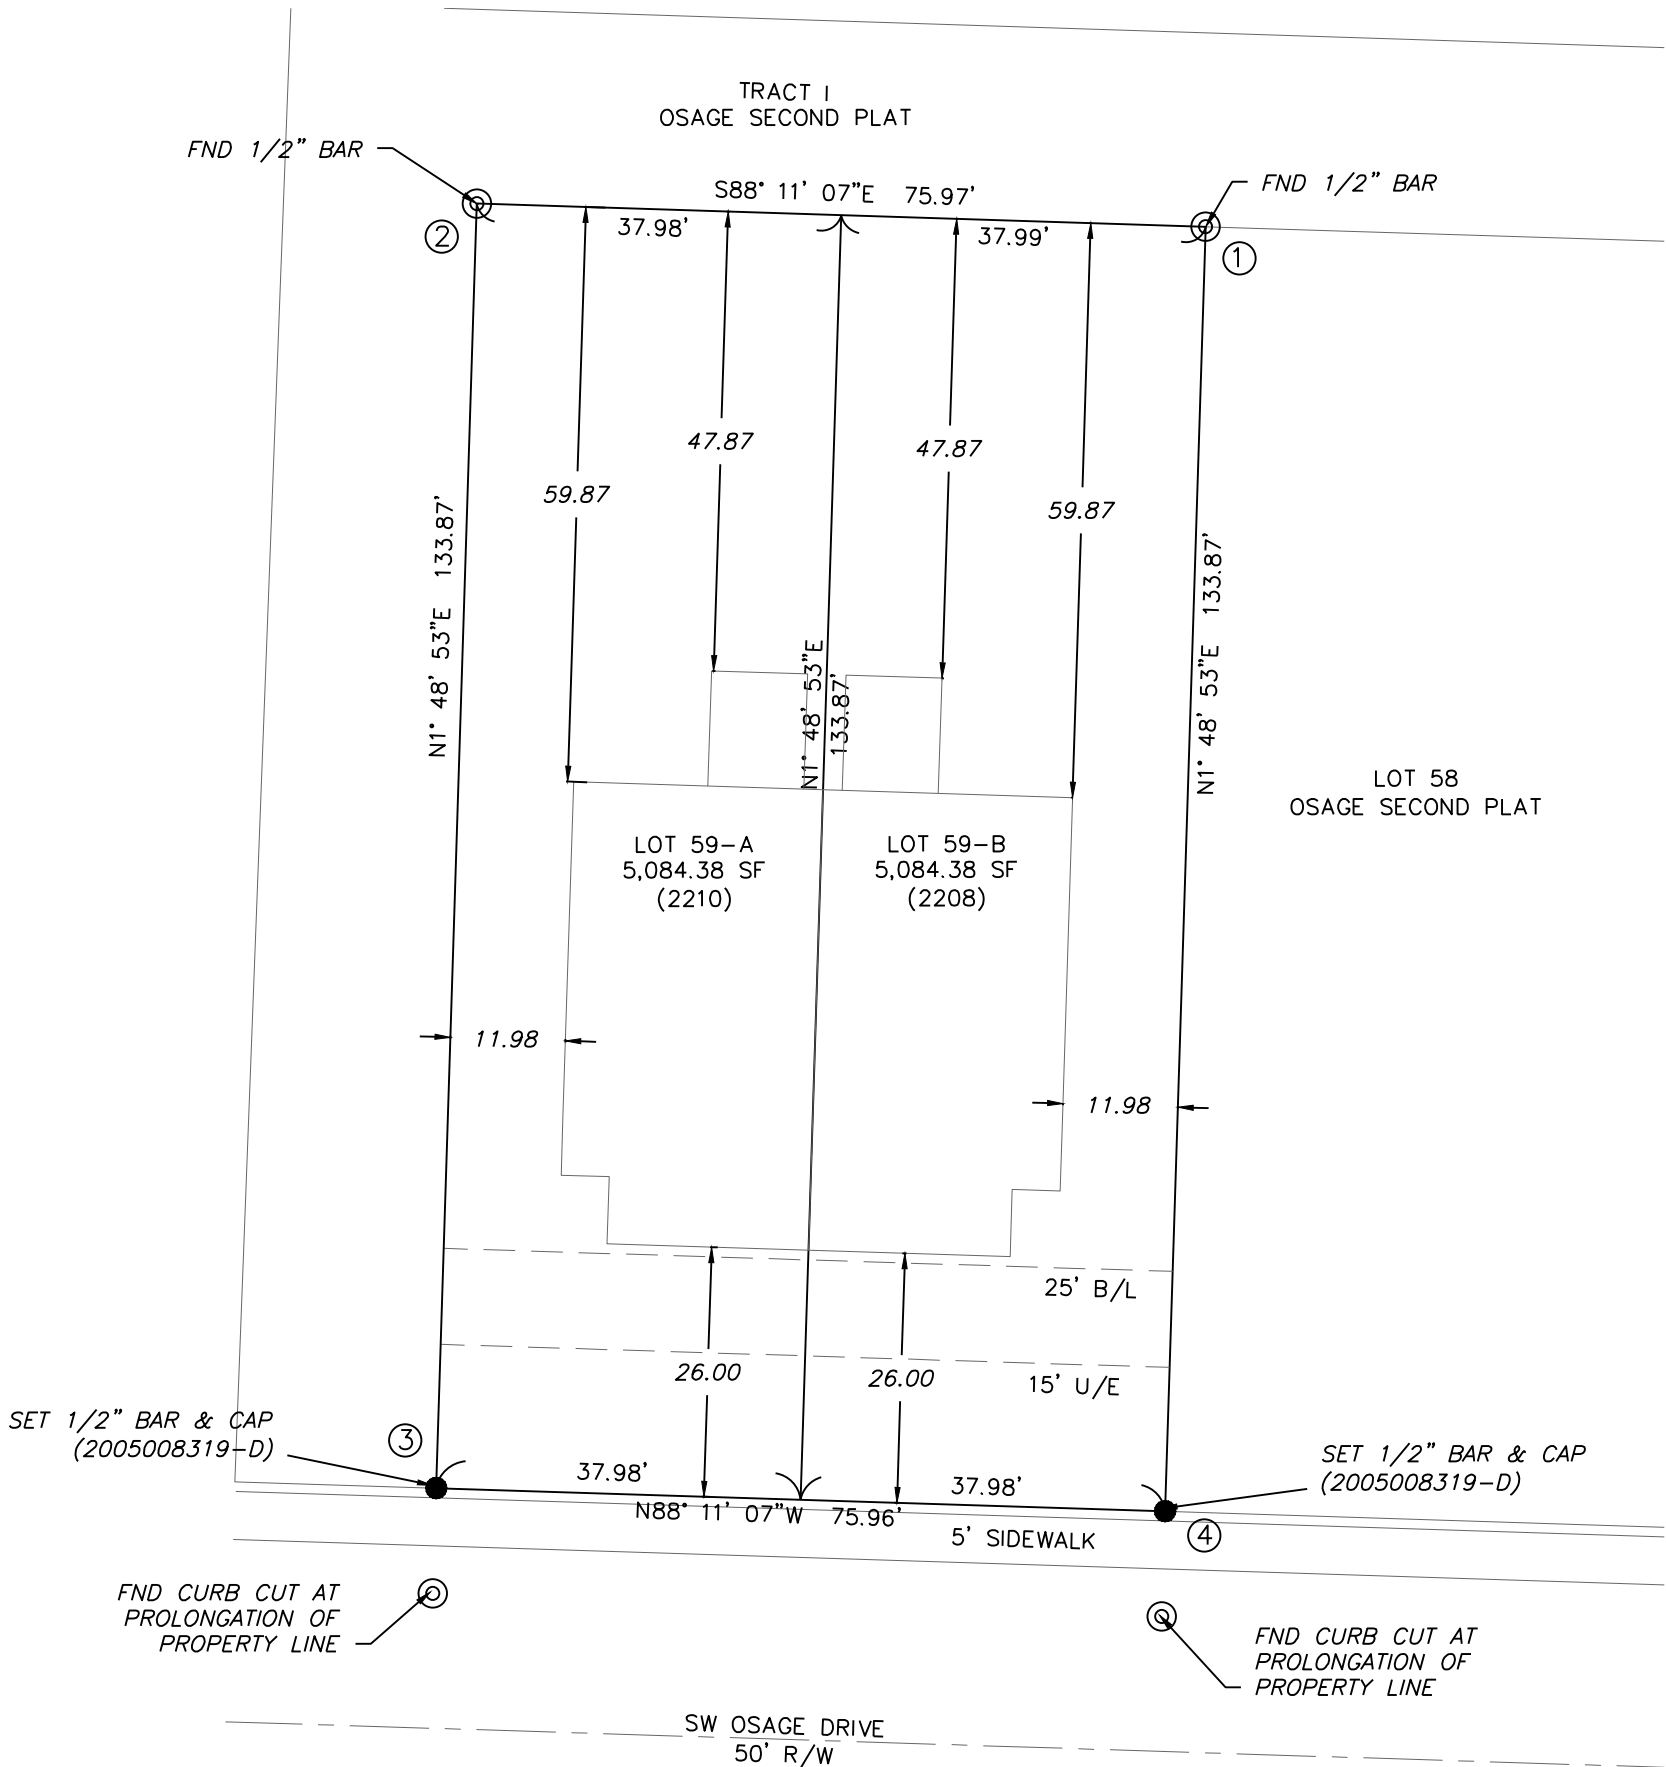 TRACT I
OSAGE SECOND PLAT
FND 1/2" BAR
FND 1/2" BAR
S88° 11' 07"E 75.97'
②
37.98'
37.99'
①
47.87
47.87
59.87
59.87
N1° 48' 53"E 133.87'
N1° 48' 53"E
133.87'
N1° 48' 53"E 133.87'
LOT 58
OSAGE SECOND PLAT
LOT 59-A
5,084.38 SF
(2210)
LOT 59-B
5,084.38 SF
(2208)
11.98
11.98
25' B/L
26.00
26.00
15' U/E
SET 1/2" BAR & CAP
(2005008319-D)
③
SET 1/2" BAR & CAP
(2005008319-D)
37.98'
37.98'
N88° 11' 07"W 75.96'
5' SIDEWALK
④
FND CURB CUT AT
PROLONGATION OF
PROPERTY LINE
FND CURB CUT AT
PROLONGATION OF
PROPERTY LINE
SW OSAGE DRIVE
50' R/W